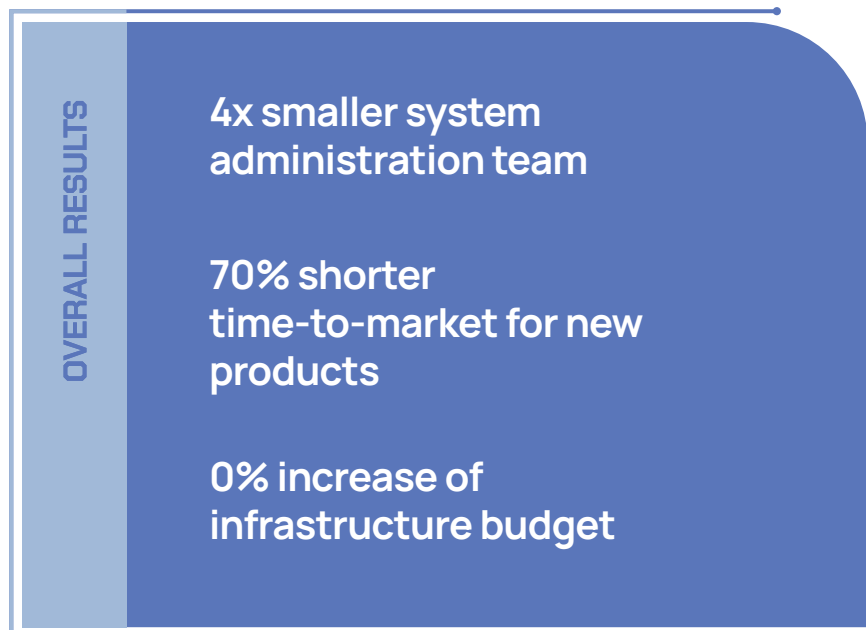 OVERALL RESULTS
4x smaller system
administration team
70% shorter
time-to-market for new
products
0% increase of
infrastructure budget